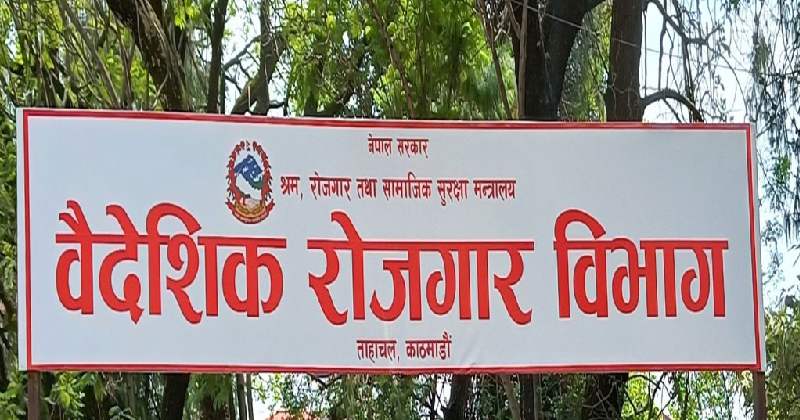 नेपाल सरकार
श्रम, रोजगार तथा सामाजिक सुरक्षा मन्त्रालय
वैदेशिक रोजगार विभाग
ताहाचल, काठमाडौं